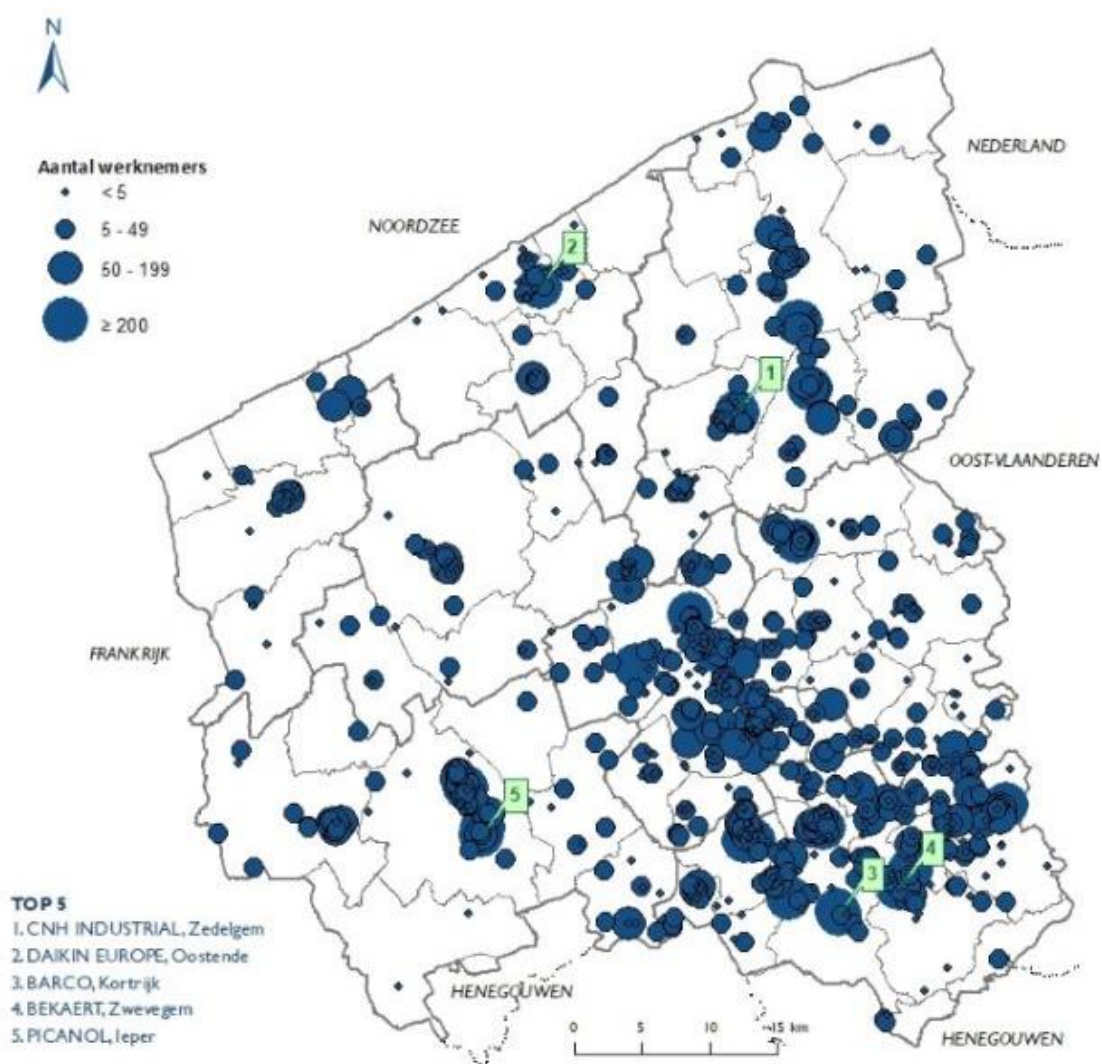 N
Aantal werknemers
< 5
5 - 49
50 - 199
≥ 200
NOORDZEE
NEDERLAND
OOST-VLAANDEREN
FRANKRIJK
HENEGOUWEN
HENEGOUWEN
2
1
5
4
3
TOP 5
1. CNH INDUSTRIAL, Zedelgem
2. DAIKIN EUROPE, Oostende
3. BARCO, Kortrijk
4. BEKAERT, Zwevegem
5. PICANOL, Ieper
0 5 10 15 km